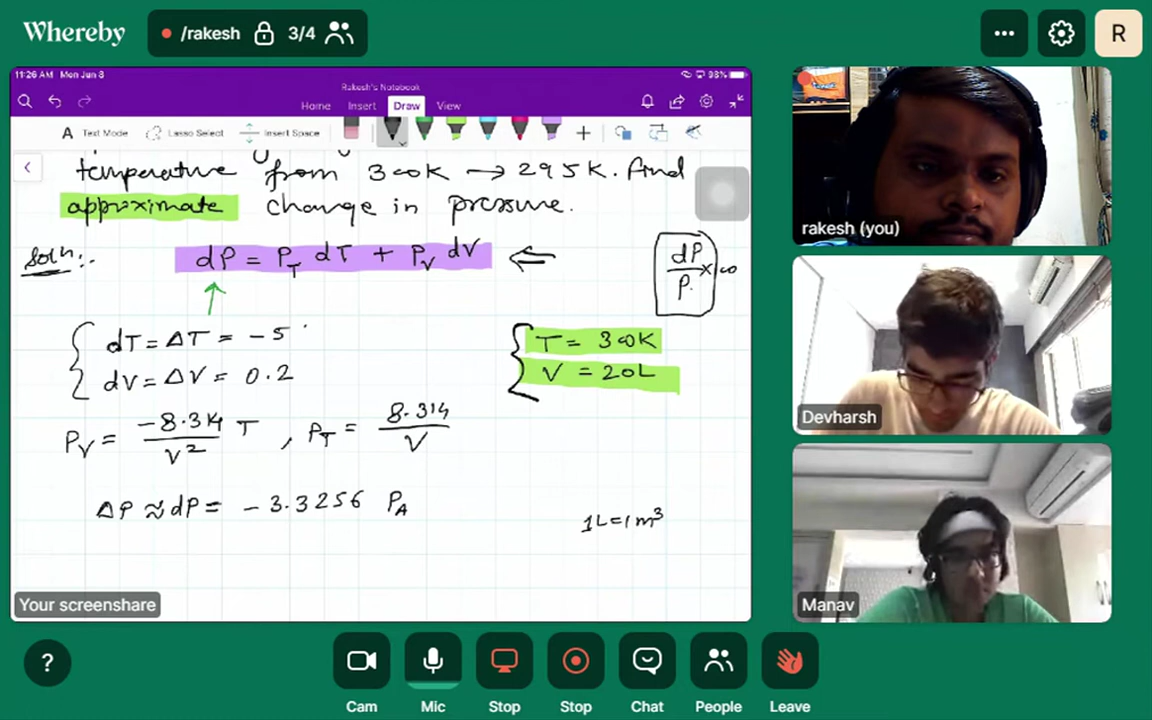 Whereby
/rakesh 3/4
R
11:26 AM Mon Jun 8
98%
Rakesh's Notebook
Home Insert Draw View
A Text Mode Lasso Select Insert Space
temperature from 300K → 295K. Find
approximate change in pressure.
Soln:-
dP = P_T dT + P_V dV ⇐
dP/P × 100
{ dT = ΔT = -5
dV = ΔV = 0.2
{ T = 300K
V = 20L
P_V = -8.314/V² T , P_T = 8.314/V
ΔP ≈ dP = -3.3256 P_A
1L = 1m³
Your screenshare
rakesh (you)
Devharsh
Manav
?
Cam Mic Stop Stop Chat People Leave